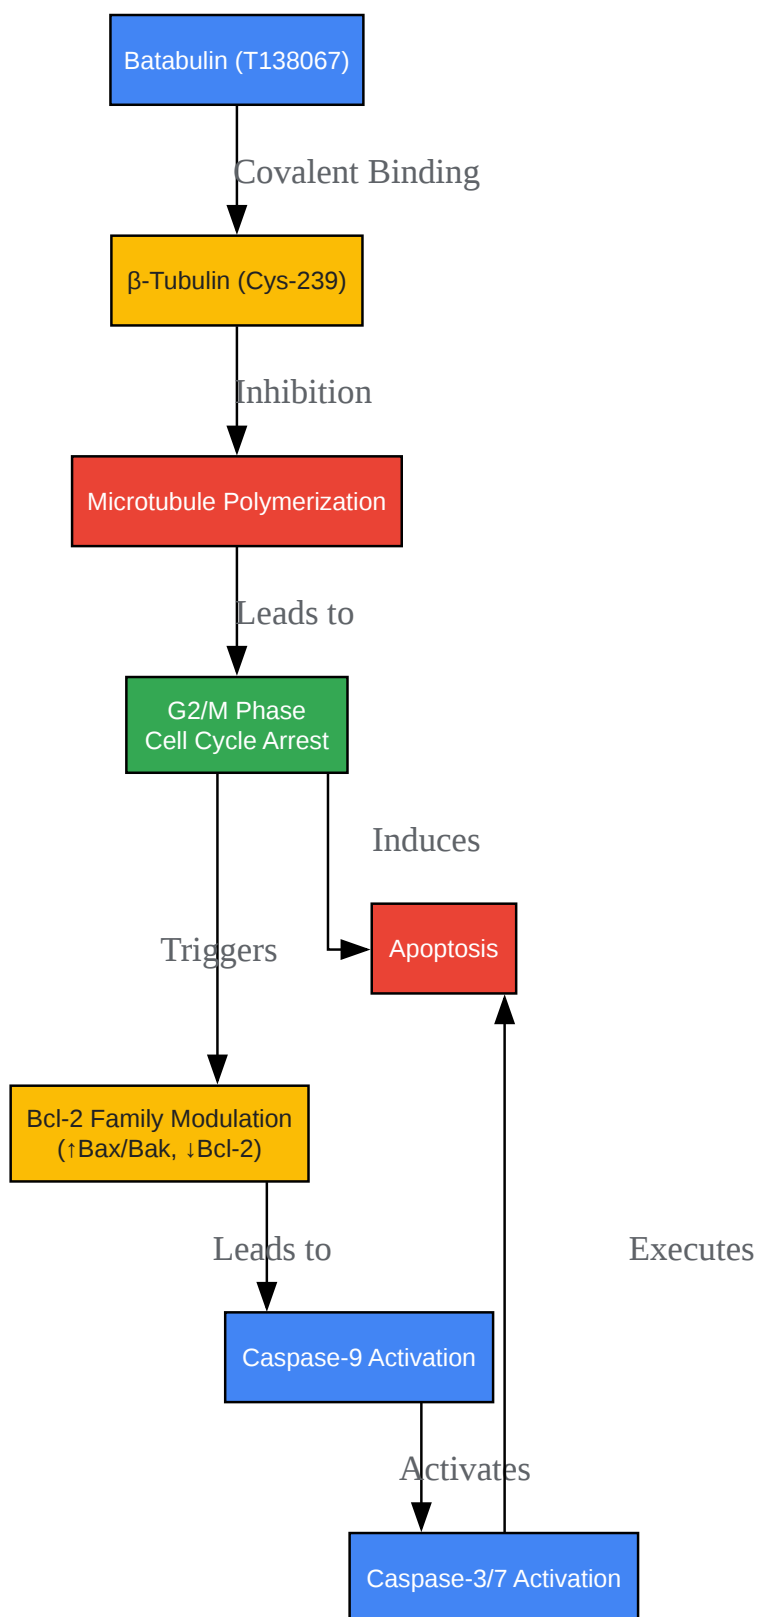 Batabulin (T138067)
Covalent Binding
β-Tubulin (Cys-239)
Inhibition
Microtubule Polymerization
Leads to
G2/M Phase
Cell Cycle Arrest
Induces
Triggers
Apoptosis
Bcl-2 Family Modulation
(↑Bax/Bak, ↓Bcl-2)
Leads to
Executes
Caspase-9 Activation
Activates
Caspase-3/7 Activation